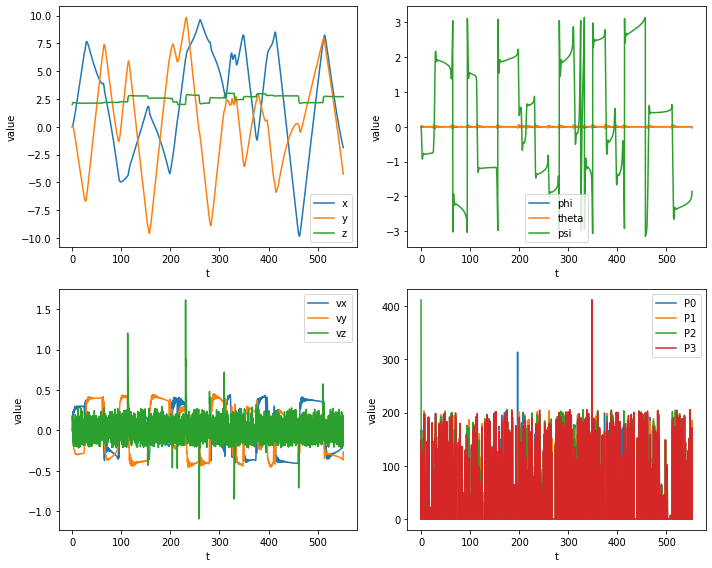 10.0
7.5
5.0
2.5
0.0
−2.5
−5.0
−7.5
−10.0
value
0 100 200 300 400 500
t
x
y
z
3
2
1
0
−1
−2
−3
value
0 100 200 300 400 500
t
phi
theta
psi
1.5
1.0
0.5
0.0
−0.5
−1.0
value
0 100 200 300 400 500
t
vx
vy
vz
400
300
200
100
0
value
0 100 200 300 400 500
t
P0
P1
P2
P3